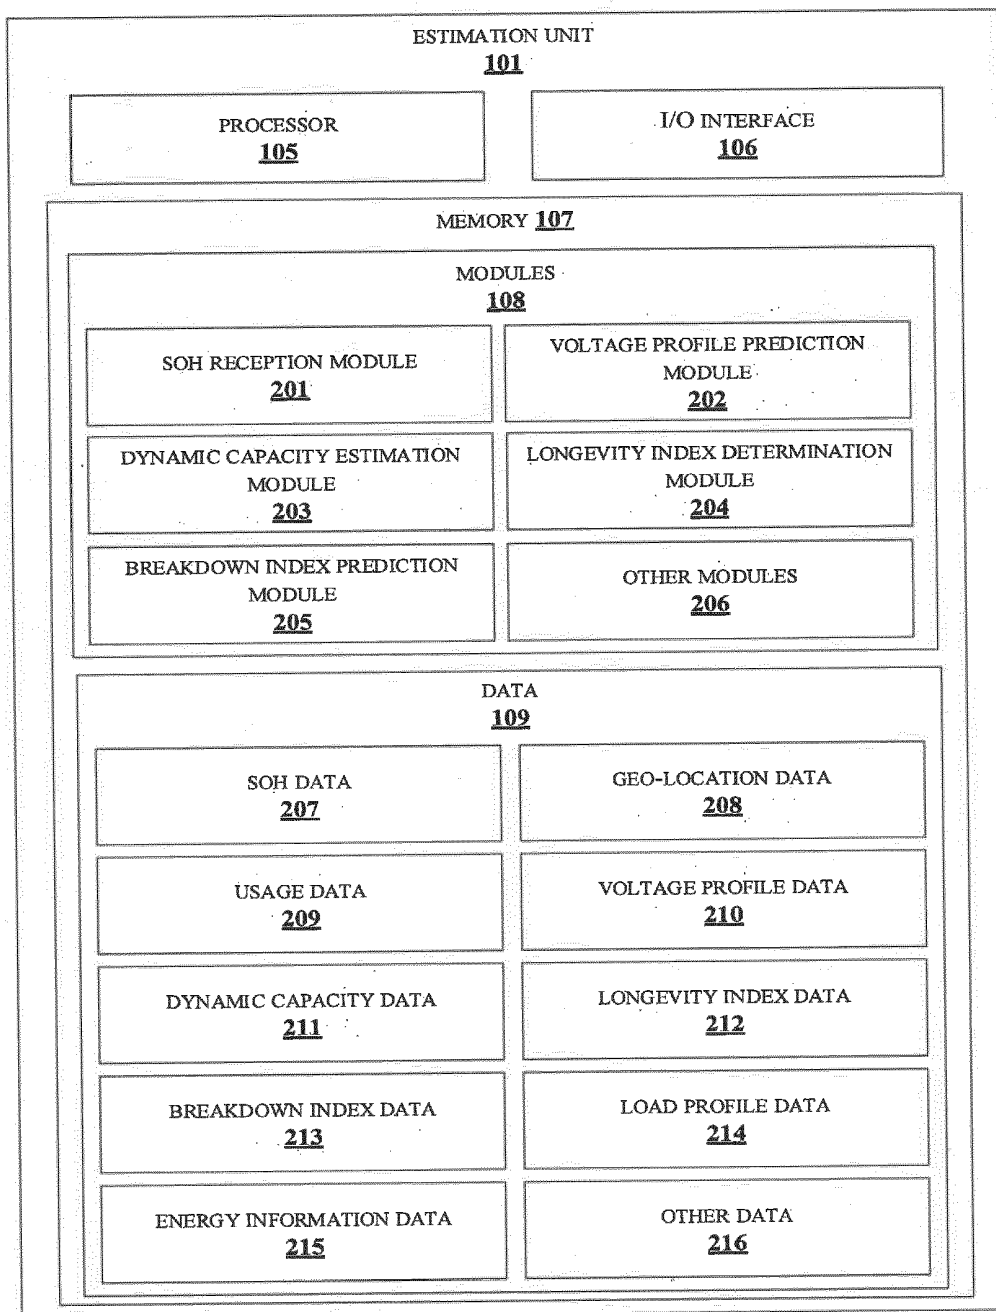 ESTIMATION UNIT
101
PROCESSOR
105
I/O INTERFACE
106
MEMORY 107
MODULES
108
SOH RECEPTION MODULE
201
VOLTAGE PROFILE PREDICTION
MODULE
202
DYNAMIC CAPACITY ESTIMATION
MODULE
203
LONGEVITY INDEX DETERMINATION
MODULE
204
BREAKDOWN INDEX PREDICTION
MODULE
205
OTHER MODULES
206
DATA
109
SOH DATA
207
GEO-LOCATION DATA
208
USAGE DATA
209
VOLTAGE PROFILE DATA
210
DYNAMIC CAPACITY DATA
211
LONGEVITY INDEX DATA
212
BREAKDOWN INDEX DATA
213
LOAD PROFILE DATA
214
ENERGY INFORMATION DATA
215
OTHER DATA
216